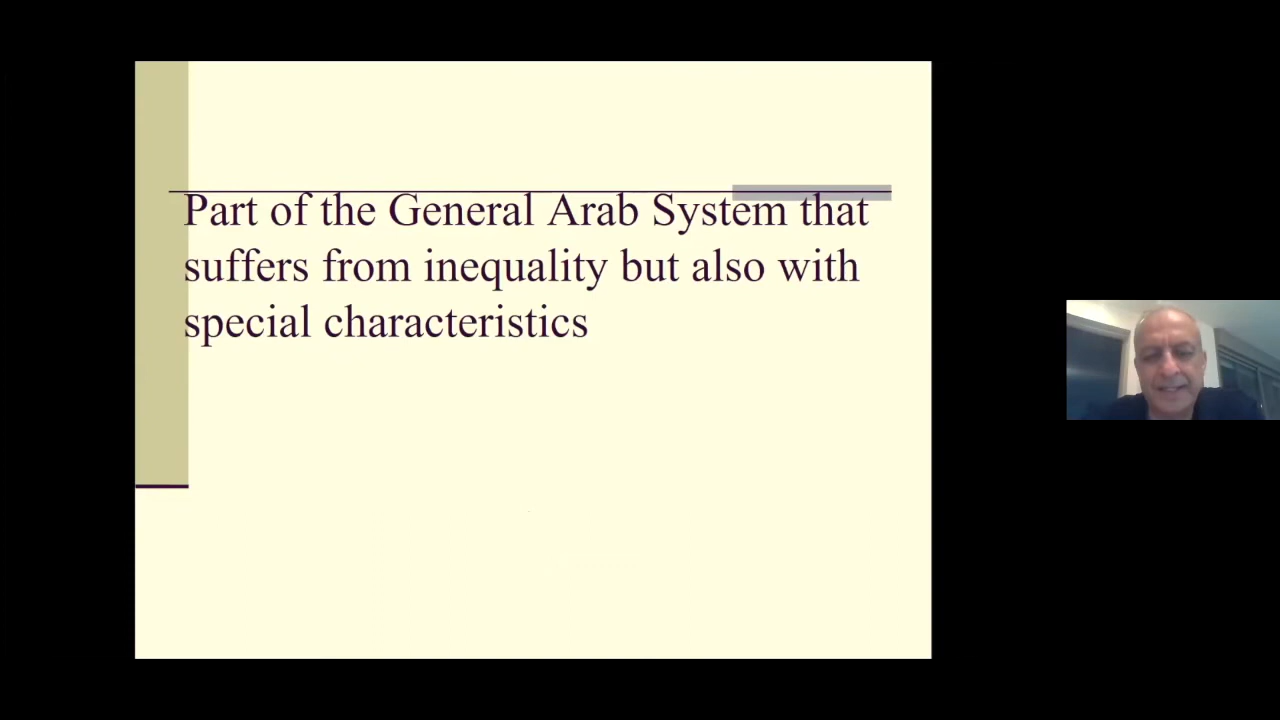 Part of the General Arab System that
suffers from inequality but also with
special characteristics